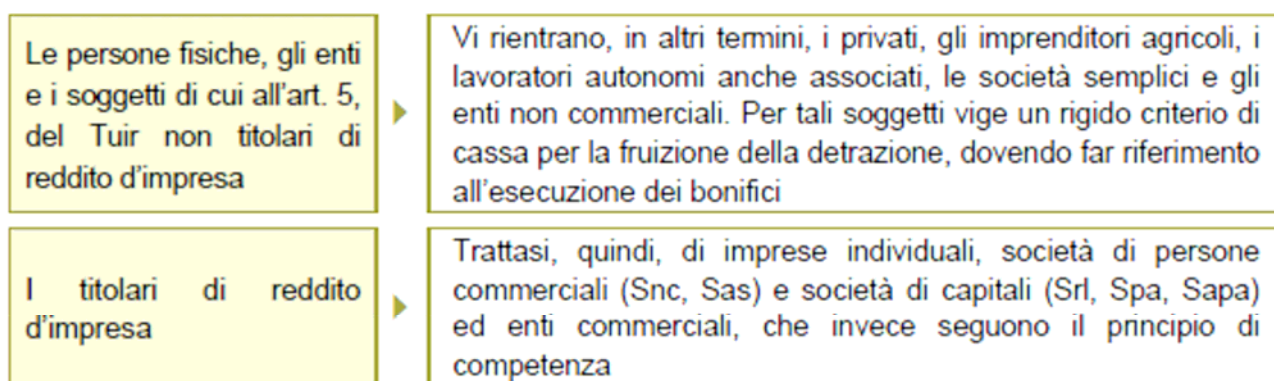 Le persone fisiche, gli enti
e i soggetti di cui all'art. 5,
del Tuir non titolari di
reddito d'impresa
Vi rientrano, in altri termini, i privati, gli imprenditori agricoli, i
lavoratori autonomi anche associati, le società semplici e gli
enti non commerciali. Per tali soggetti vige un rigido criterio di
cassa per la fruizione della detrazione, dovendo far riferimento
all'esecuzione dei bonifici
I titolari di reddito
d'impresa
Trattasi, quindi, di imprese individuali, società di persone
commerciali (Snc, Sas) e società di capitali (Srl, Spa, Sapa)
ed enti commerciali, che invece seguono il principio di
competenza